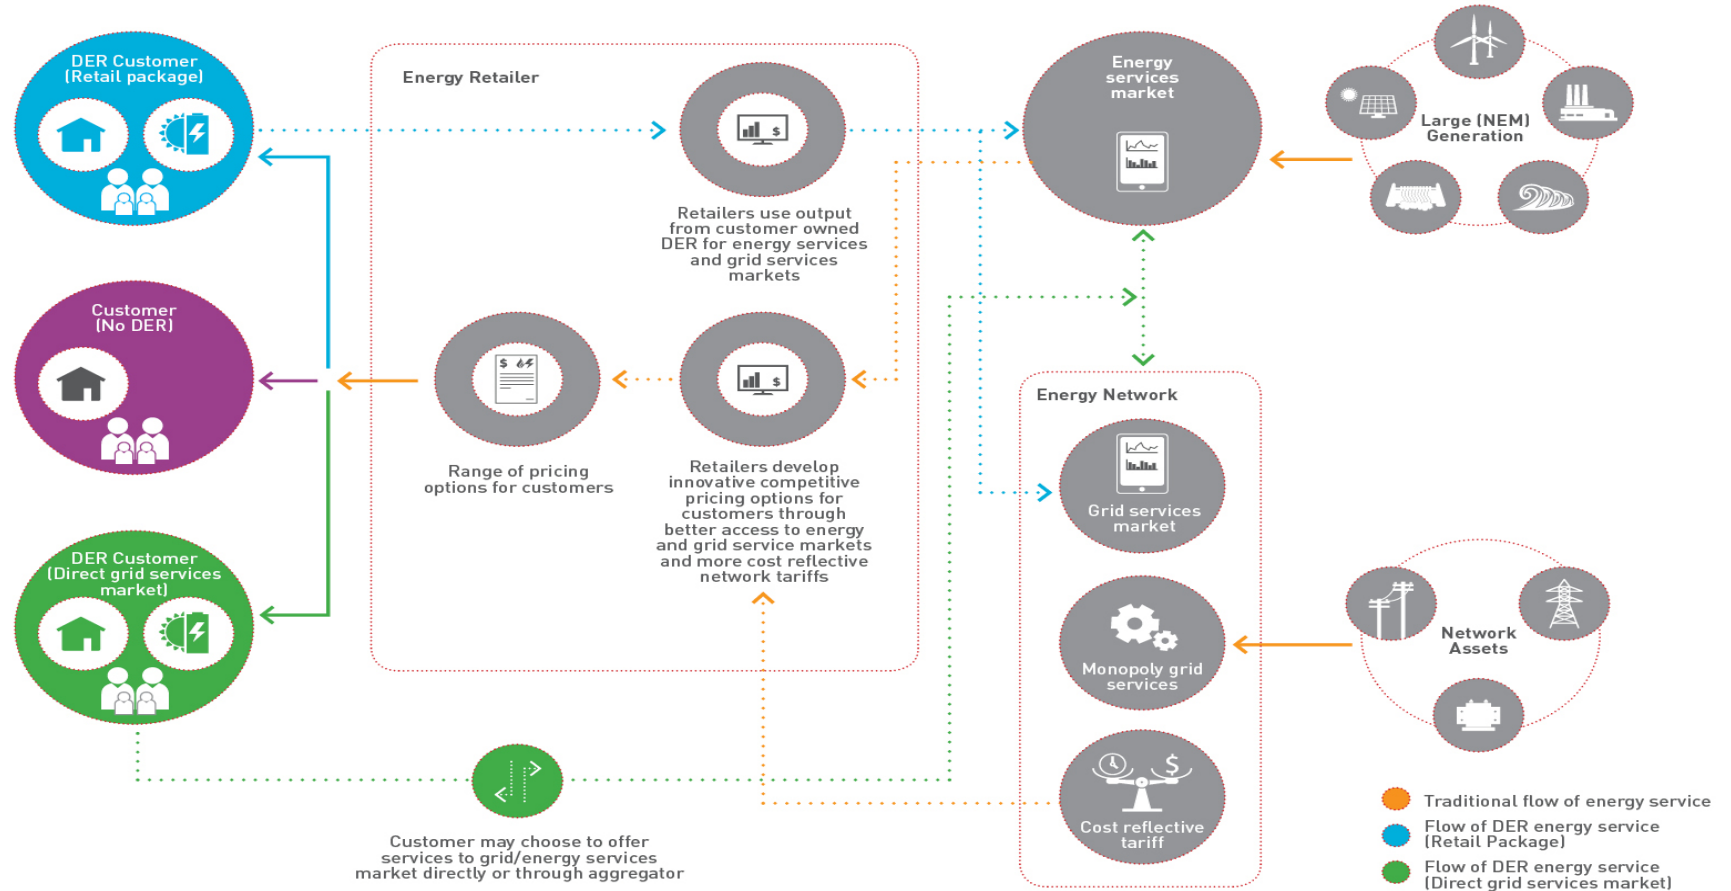 DER Customer
(Retail package)
Energy Retailer
$
Retailers use output
from customer owned
DER for energy services
and grid services
markets
Energy
services
market
Large (NEM)
Generation
Customer
(No DER)
$
Range of pricing
options for customers
$
Retailers develop
innovative competitive
pricing options for
customers through
better access to energy
and grid service markets
and more cost reflective
network tariffs
Energy Network
Grid services
market
Monopoly grid
services
$
Cost reflective
tariff
Network
Assets
DER Customer
(Direct grid services
market)
Customer may choose to offer
services to grid/energy services
market directly or through aggregator
Traditional flow of energy service
Flow of DER energy service
(Retail Package)
Flow of DER energy service
(Direct grid services market)